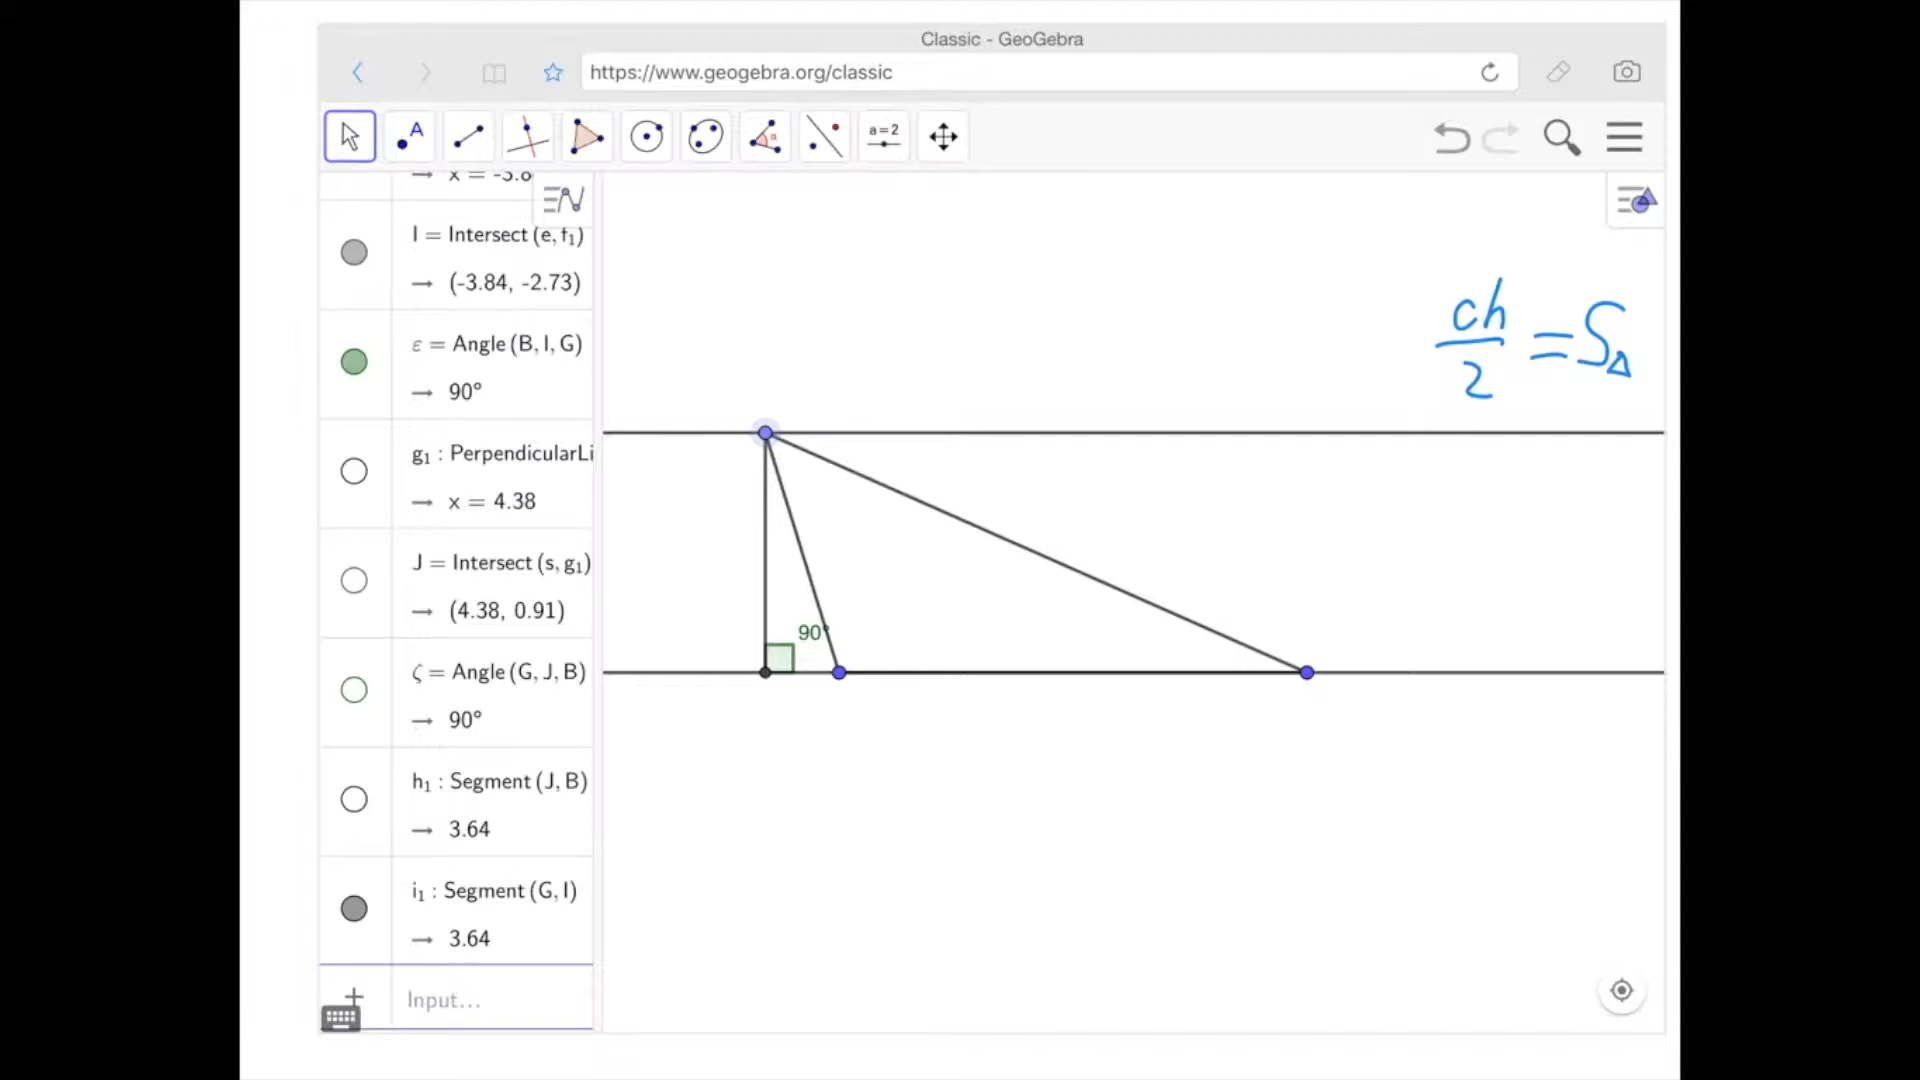 Classic - GeoGebra
https://www.geogebra.org/classic
A
α
a=2
→ x = -3.8
I = Intersect (e, f₁)
→ (-3.84, -2.73)
ε = Angle (B, I, G)
→ 90°
g₁ : PerpendicularLi
→ x = 4.38
J = Intersect (s, g₁)
→ (4.38, 0.91)
ζ = Angle (G, J, B)
→ 90°
h₁ : Segment (J, B)
→ 3.64
i₁ : Segment (G, I)
→ 3.64
Input...
ch
2
= S△
90°